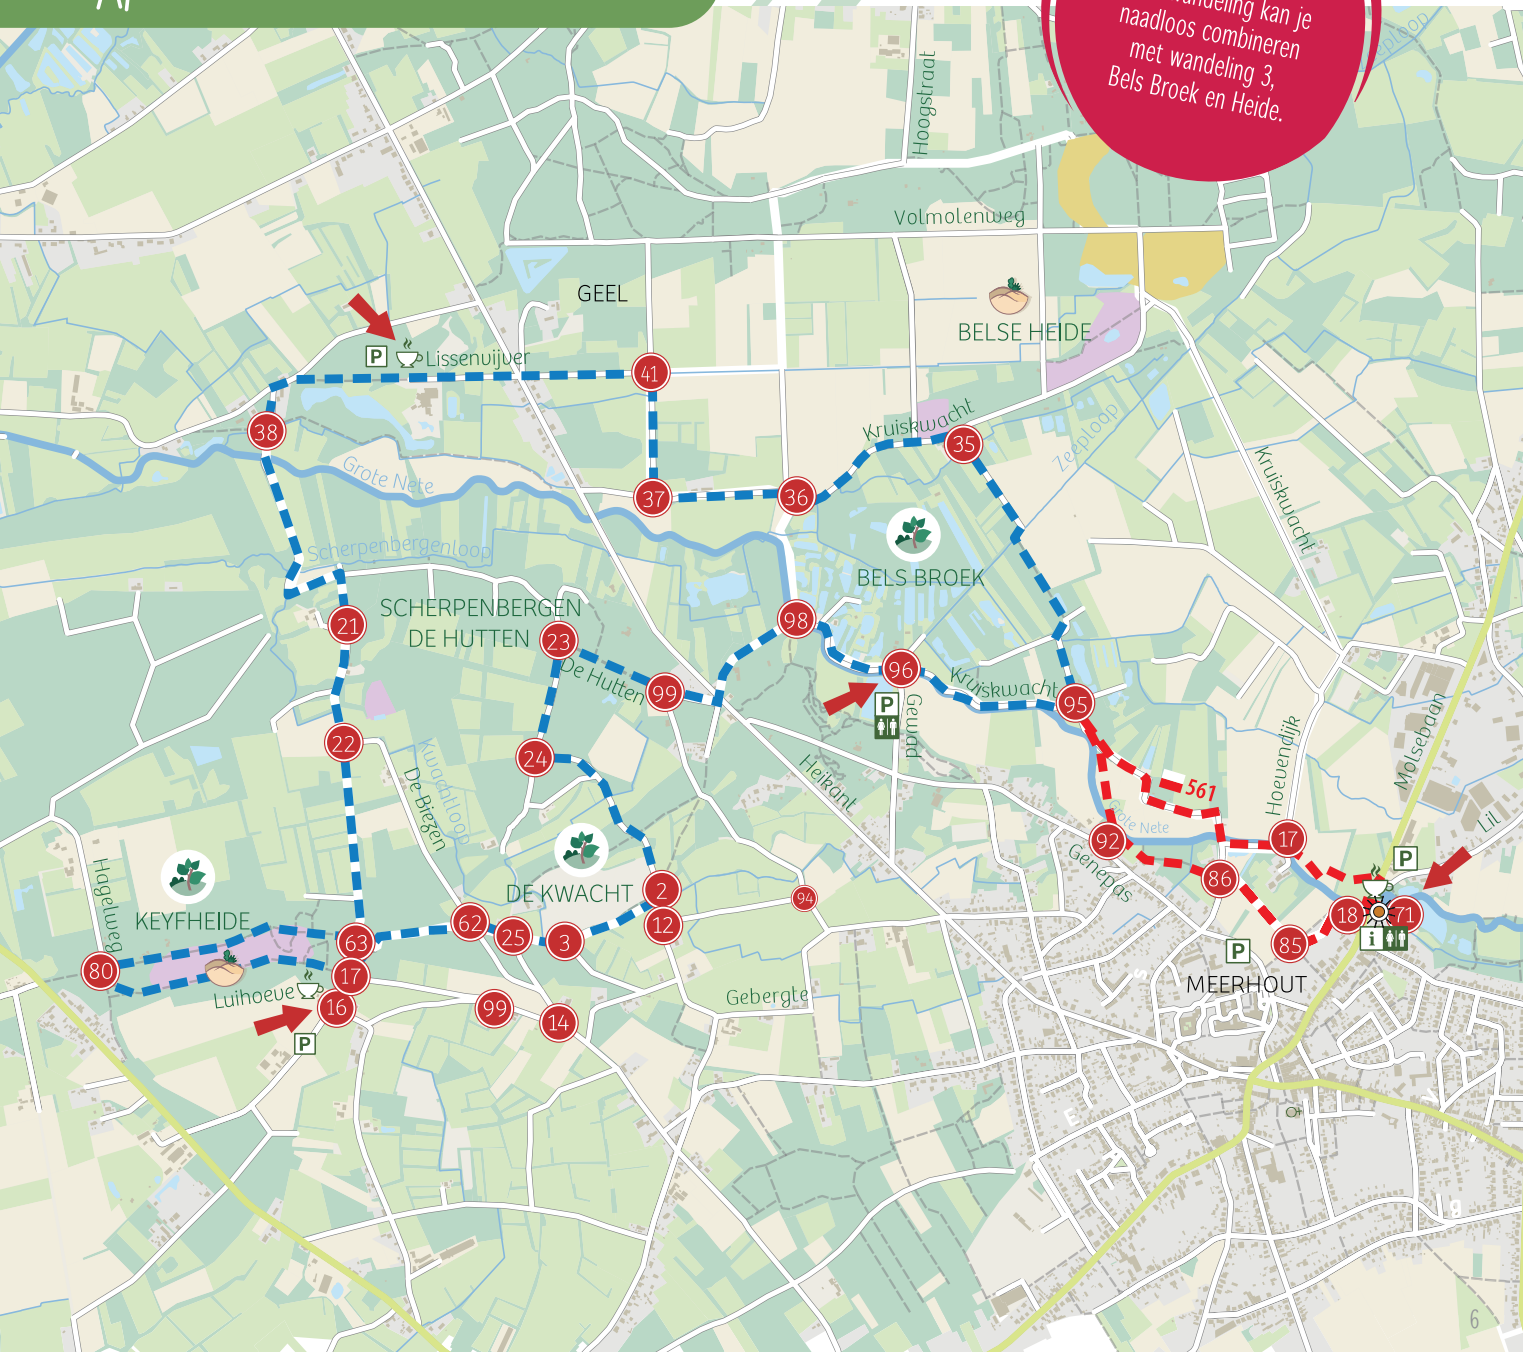 naadloos combineren
met wandeling 3,
Bels Broek en Heide.
Hoogstraat
Volmolenweg
GEEL
BELSE HEIDE
P
Lissenvijver
41
38
Kruiskwacht
35
Zeeploop
Kruiskwacht
Grote Nete
37
36
Scherpenbergenloop
BELS BROEK
SCHERPENBERGEN
DE HUTTEN
21
23
98
De Hutten
99
96
Kruiskwacht
95
P
Gewad
22
24
Kwachtloop
De Biezen
Heikant
561
Hoevendijk
Molsebaan
Lil
Grote Nete
92
17
Genepas
86
P
Hagelweg
KEYFHEIDE
DE KWACHT
2
94
12
62
25
3
63
18
71
85
i
P
MEERHOUT
80
17
Luihoeve
16
99
14
Gebergte
P
6